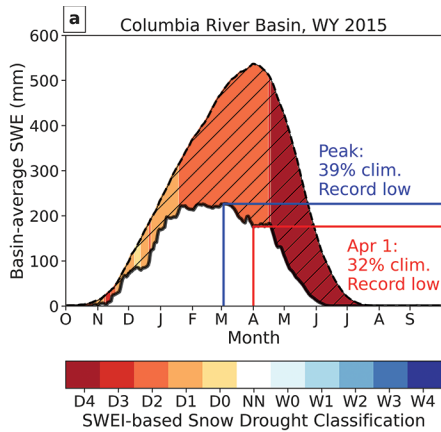 a
Columbia River Basin, WY 2015
Basin-average SWE (mm)
600
500
400
300
200
100
0
Peak:
39% clim.
Record low
Apr 1:
32% clim.
Record low
O N D J F M A M J J A S
Month
D4 D3 D2 D1 D0 NN W0 W1 W2 W3 W4
SWEI-based Snow Drought Classification